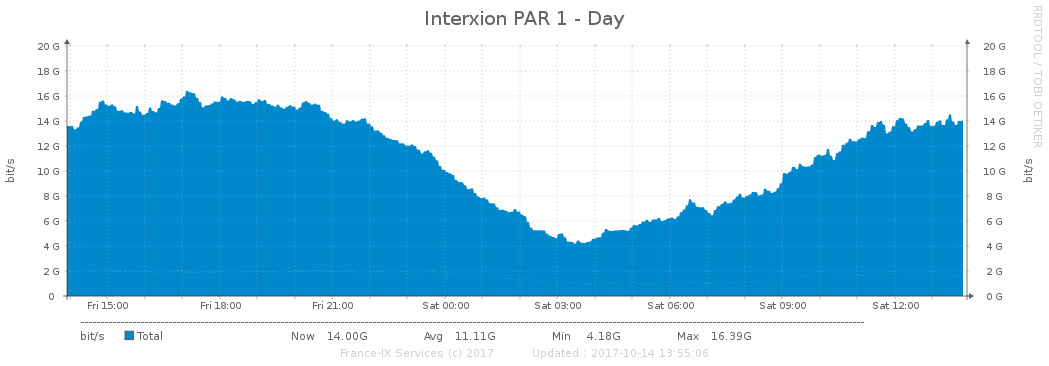 Interxion PAR 1 - Day
RRDTOOL / TOBI OETIKER
bit/s
20 G 20 G
18 G 18 G
16 G 16 G
14 G 14 G
12 G 12 G
10 G 10 G
8 G 8 G
6 G 6 G
4 G 4 G
2 G 2 G
0 0 G
bit/s
Fri 15:00 Fri 18:00 Fri 21:00 Sat 00:00 Sat 03:00 Sat 06:00 Sat 09:00 Sat 12:00
bit/s Total Now 14.00G Avg 11.11G Min 4.18G Max 16.39G
France-IX Services (c) 2017 Updated : 2017-10-14 13:55:06